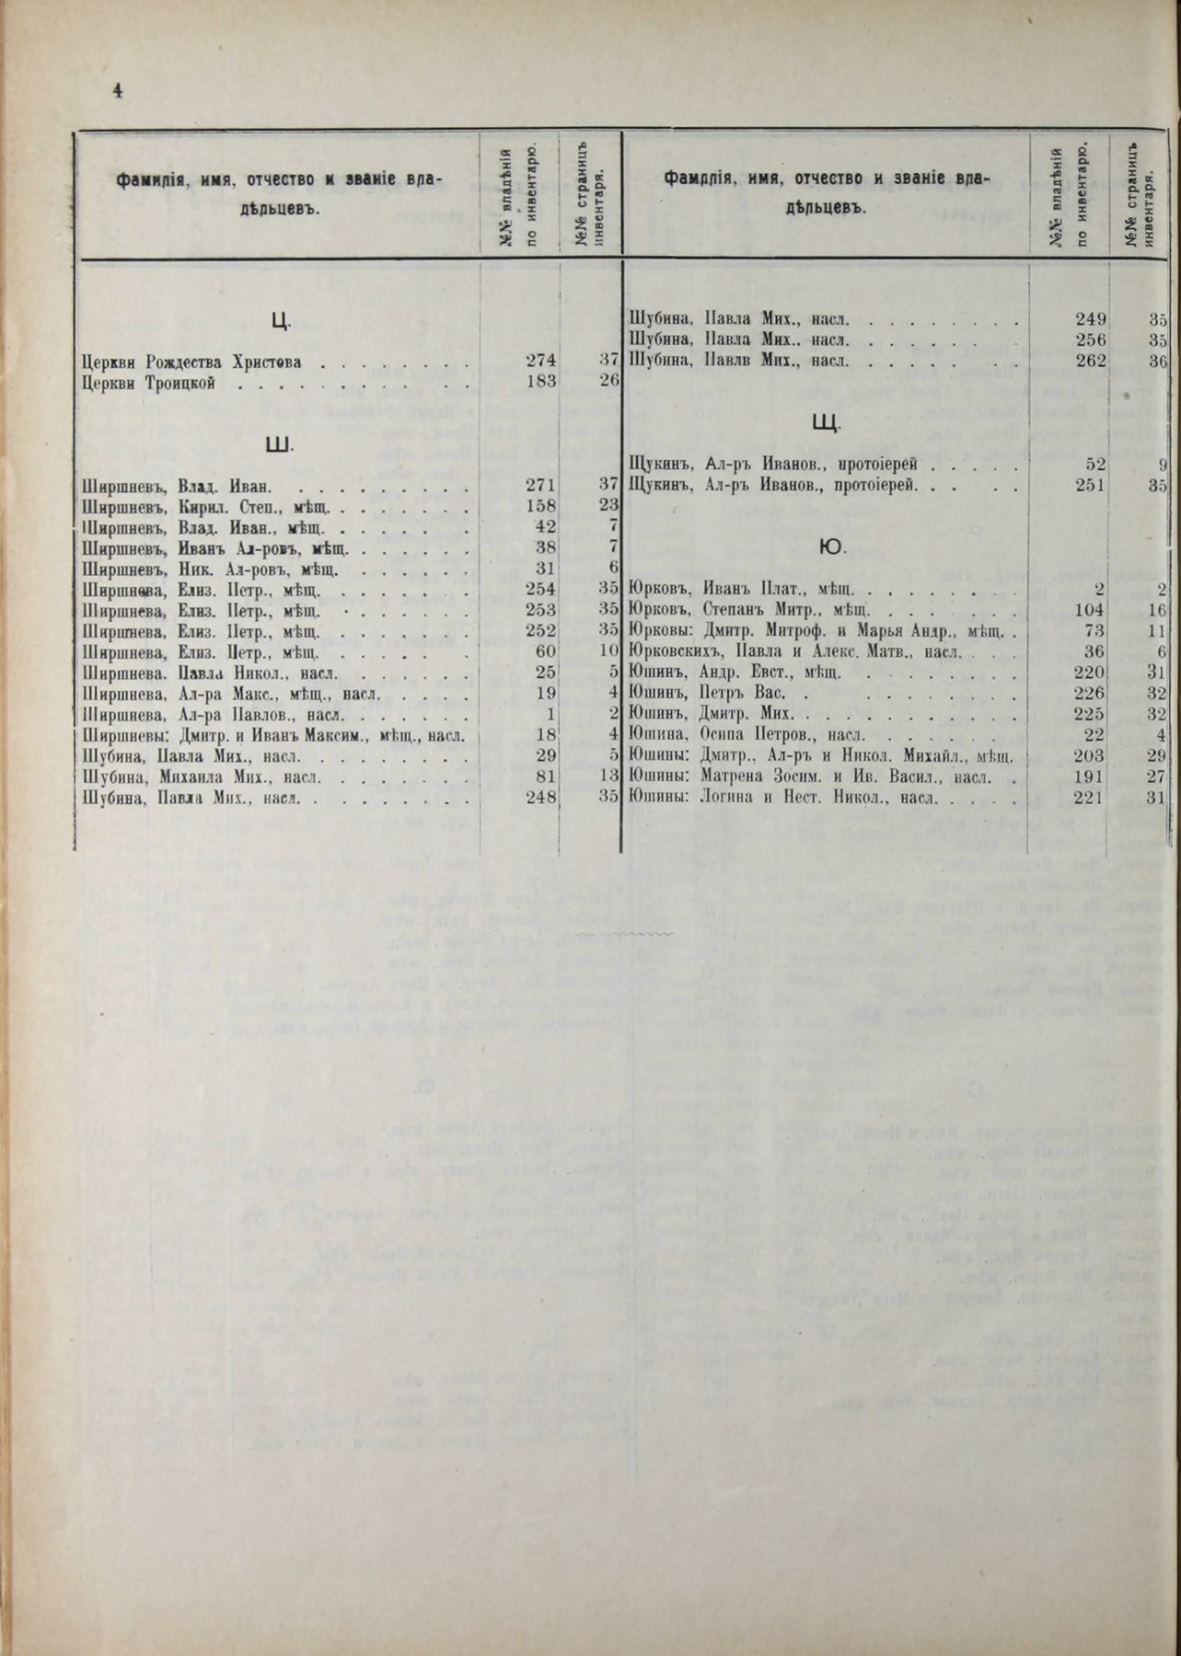 4
Фамилія, имя, отчество и званіе вла-
дѣльцевъ.
№№ владѣній
по инвентарю.
№№ страницъ
инвентаря.
Ц.
Церкви Рождества Христова . . . . . . . . 274 37
Церкви Троицкой . . . . . . . . . . . 183 26
Ш.
Ширшневъ, Влад. Иван. . . . . . . . . . 271 37
Ширшневъ, Кирил. Степ., мѣщ. . . . . . . . 158 23
Ширшневъ, Влад. Иван., мѣщ. . . . . . . . 42 7
Ширшневъ, Иванъ Ал-ровъ, мѣщ. . . . . . . 38 7
Ширшневъ, Ник. Ал-ровъ, мѣщ. . . . . . . 31 6
Ширшнева, Елиз. Петр., мѣщ. . . . . . . . 254 35
Ширшнева, Елиз. Петр., мѣщ. . . . . . . . 253 35
Ширшнева, Елиз. Петр., мѣщ. . . . . . . . 252 35
Ширшнева, Елиз. Петр., мѣщ. . . . . . . 60 10
Ширшнева. Павла Никол., насл. . . . . . . 25 5
Ширшнева, Ал-ра Макс., мѣщ., насл. . . . . 19 4
Ширшнева, Ал-ра Павлов., насл. . . . . . . 1 2
Ширшневы: Дмитр. и Иванъ Максим., мѣщ., насл. 18 4
Шубина, Павла Мих., насл. . . . . . . . . 29 5
Шубина, Михаила Мих., насл. . . . . . . . 81 13
Шубина, Павла Мих., насл. . . . . . . . . 248 35
Фамилія, имя, отчество и званіе вла-
дѣльцевъ.
№№ владѣній
по инвентарю.
№№ страницъ
инвентаря.
Шубина, Павла Мих., насл. . . . . . . . . 249 35
Шубина, Павла Мих.. насл. . . . . . . . 256 35
Шубина, Павлв Мих., насл. . . . . . . . 262 36
Щ.
Щукинъ, Ал-ръ Иванов., протоіерей . . . . . 52 9
Щукинъ, Ал-ръ Иванов., протоіерей. . . . . 251 35
Ю.
Юрковъ, Иванъ Плат., мѣщ. . . . . . . . . 2 2
Юрковъ, Степанъ Митр., мѣщ. . . . . . . . 104 16
Юрковы: Дмитр. Митроф. и Марья Андр., мѣщ. . 73 11
Юрковскихъ, Павла и Алекс. Матв., насл. . . . 36 6
Юшинъ, Андр. Евст., мѣщ. . . . . . . . . 220 31
Юшинъ, Петръ Вас. . . . . . . . . . 226 32
Юшинъ, Дмитр. Мих. . . . . . . . . . . . 225 32
Юшина, Осипа Петров., насл. . . . . . . 22 4
Юшины: Дмитр., Ал-ръ и Никол. Михайл., мѣщ. 203 29
Юшины: Матрена Зосим. и Ив. Васил., насл. . 191 27
Юшины: Логина и Нест. Никол., насл. . . . . 221 31